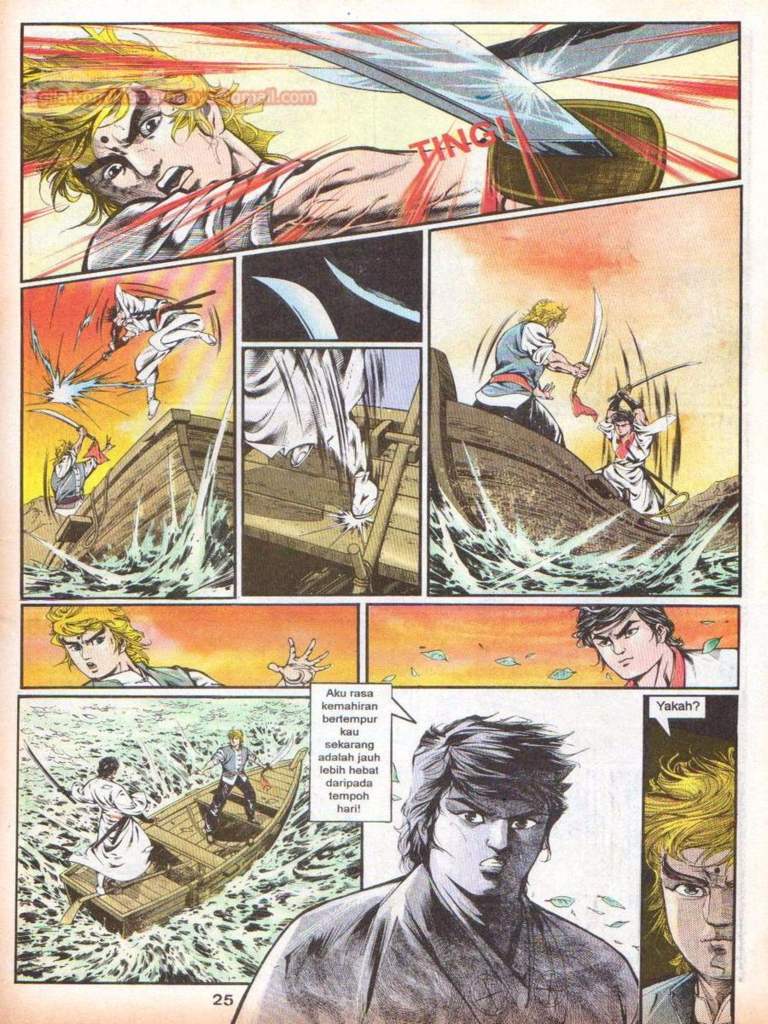 TING!
Aku rasa
kemahiran
bertempur
kau
sekarang
adalah jauh
lebih hebat
daripada
tempoh
hari!
Yakah?
25